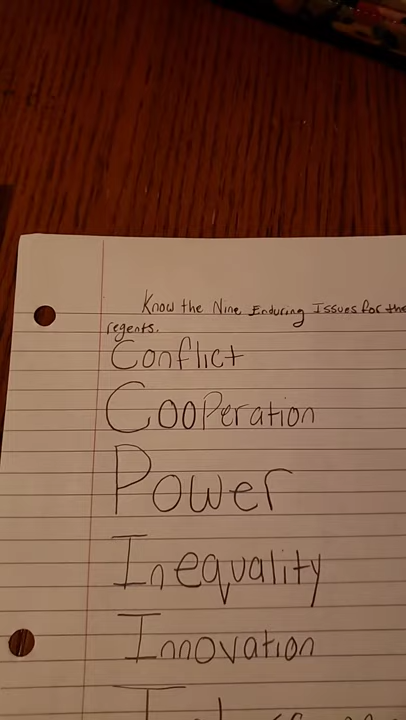 Know the Nine Enduring Issues for the
regents.
Conflict
Cooperation
Power
Inequality
Innovation